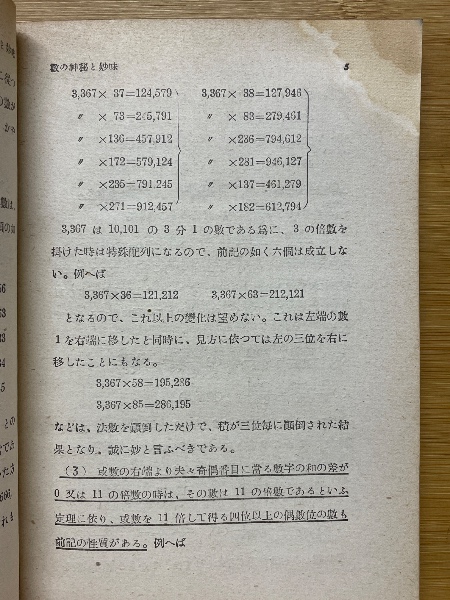 數の神秘と妙味 5
3,367× 37=124,579 3,367× 38=127,946
〃 × 73=245,791 〃 × 83=279,461
〃 ×136=457,912 〃 ×236=794,612
〃 ×172=579,124 〃 ×281=946,127
〃 ×235=791,245 〃 ×137=461,279
〃 ×271=912,457 〃 ×182=612,794
3,367 は 10,101 の 3 分 1 の數である爲に、3 の倍數を
掛けた時は特殊配列になるので、前記の如く六個は成立しな
い。例へば
3,367×36=121,212 3,367×63=212,121
となるので、これ以上の變化は望めない。これは左端の數
1 を右端に移したと同時に、見方に依つては左の三位を右に
移したことにもなる。
3,367×58=195,286
3,367×85=286,195
などは、法數を顚倒しただけで、積が三位每に顚倒された結
果となり。誠に妙と言ふべきである。
（3） 或數の右端より夫々奇偶番目に當る數字の和の差が
0 又は 11 の倍數の時は、その數は 11 の倍數であるといふ
定理に依り、或數を 11 倍して得る四位以上の偶數位の數も
前記の性質がある。例へば